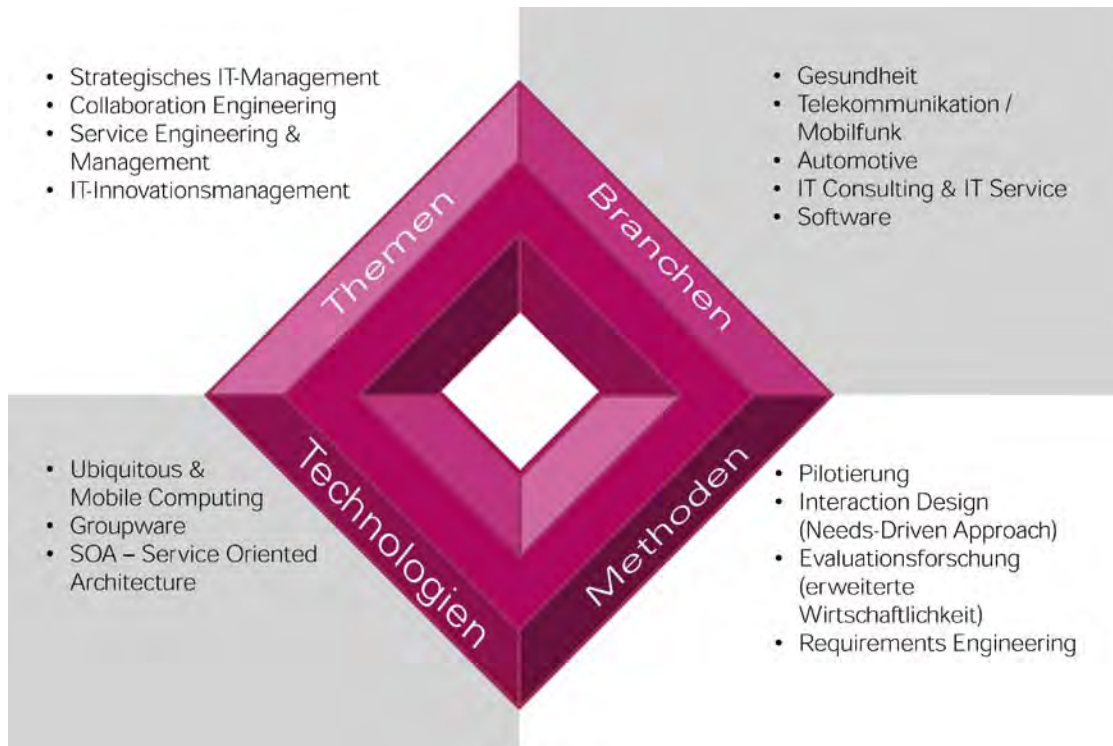 • Strategisches IT-Management
• Collaboration Engineering
• Service Engineering &
Management
• IT-Innovationsmanagement
• Gesundheit
• Telekommunikation /
Mobilfunk
• Automotive
• IT Consulting & IT Service
• Software
Themen
Branchen
Technologien
Methoden
• Ubiquitous &
Mobile Computing
• Groupware
• SOA – Service Oriented
Architecture
• Pilotierung
• Interaction Design
(Needs-Driven Approach)
• Evaluationsforschung
(erweiterte
Wirtschaftlichkeit)
• Requirements Engineering